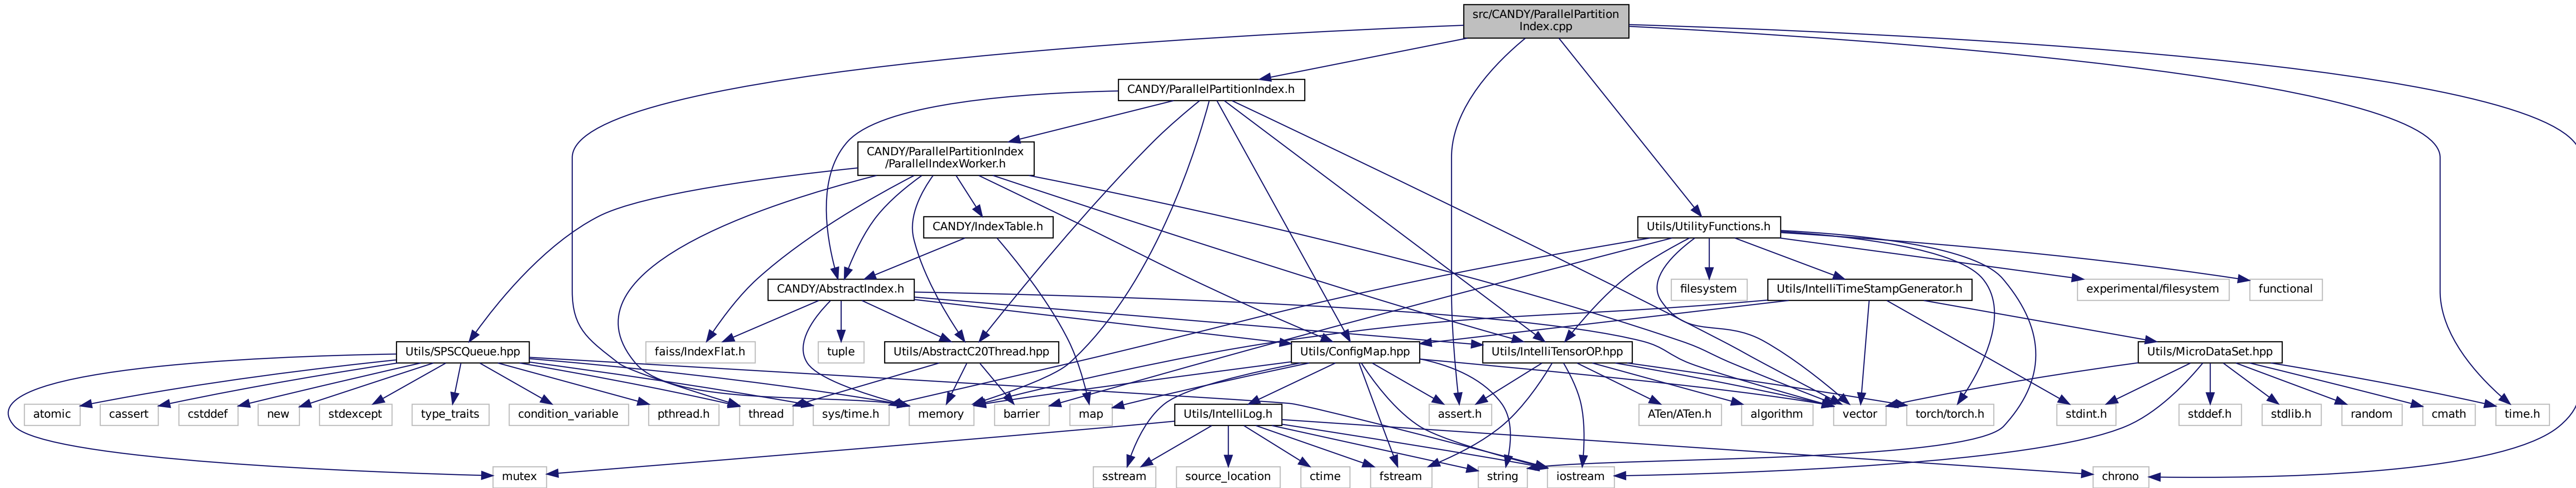 src/CANDY/ParallelPartition
Index.cpp
CANDY/ParallelPartitionIndex.h
CANDY/ParallelPartitionIndex
/ParallelIndexWorker.h
CANDY/IndexTable.h
Utils/UtilityFunctions.h
CANDY/AbstractIndex.h
filesystem
Utils/IntelliTimeStampGenerator.h
experimental/filesystem
functional
Utils/SPSCQueue.hpp
faiss/IndexFlat.h
tuple
Utils/AbstractC20Thread.hpp
Utils/ConfigMap.hpp
Utils/IntelliTensorOP.hpp
Utils/MicroDataSet.hpp
atomic
cassert
cstddef
new
stdexcept
type_traits
condition_variable
pthread.h
thread
sys/time.h
memory
barrier
map
Utils/IntelliLog.h
assert.h
ATen/ATen.h
algorithm
vector
torch/torch.h
stdint.h
stddef.h
stdlib.h
random
cmath
time.h
mutex
sstream
source_location
ctime
fstream
string
iostream
chrono